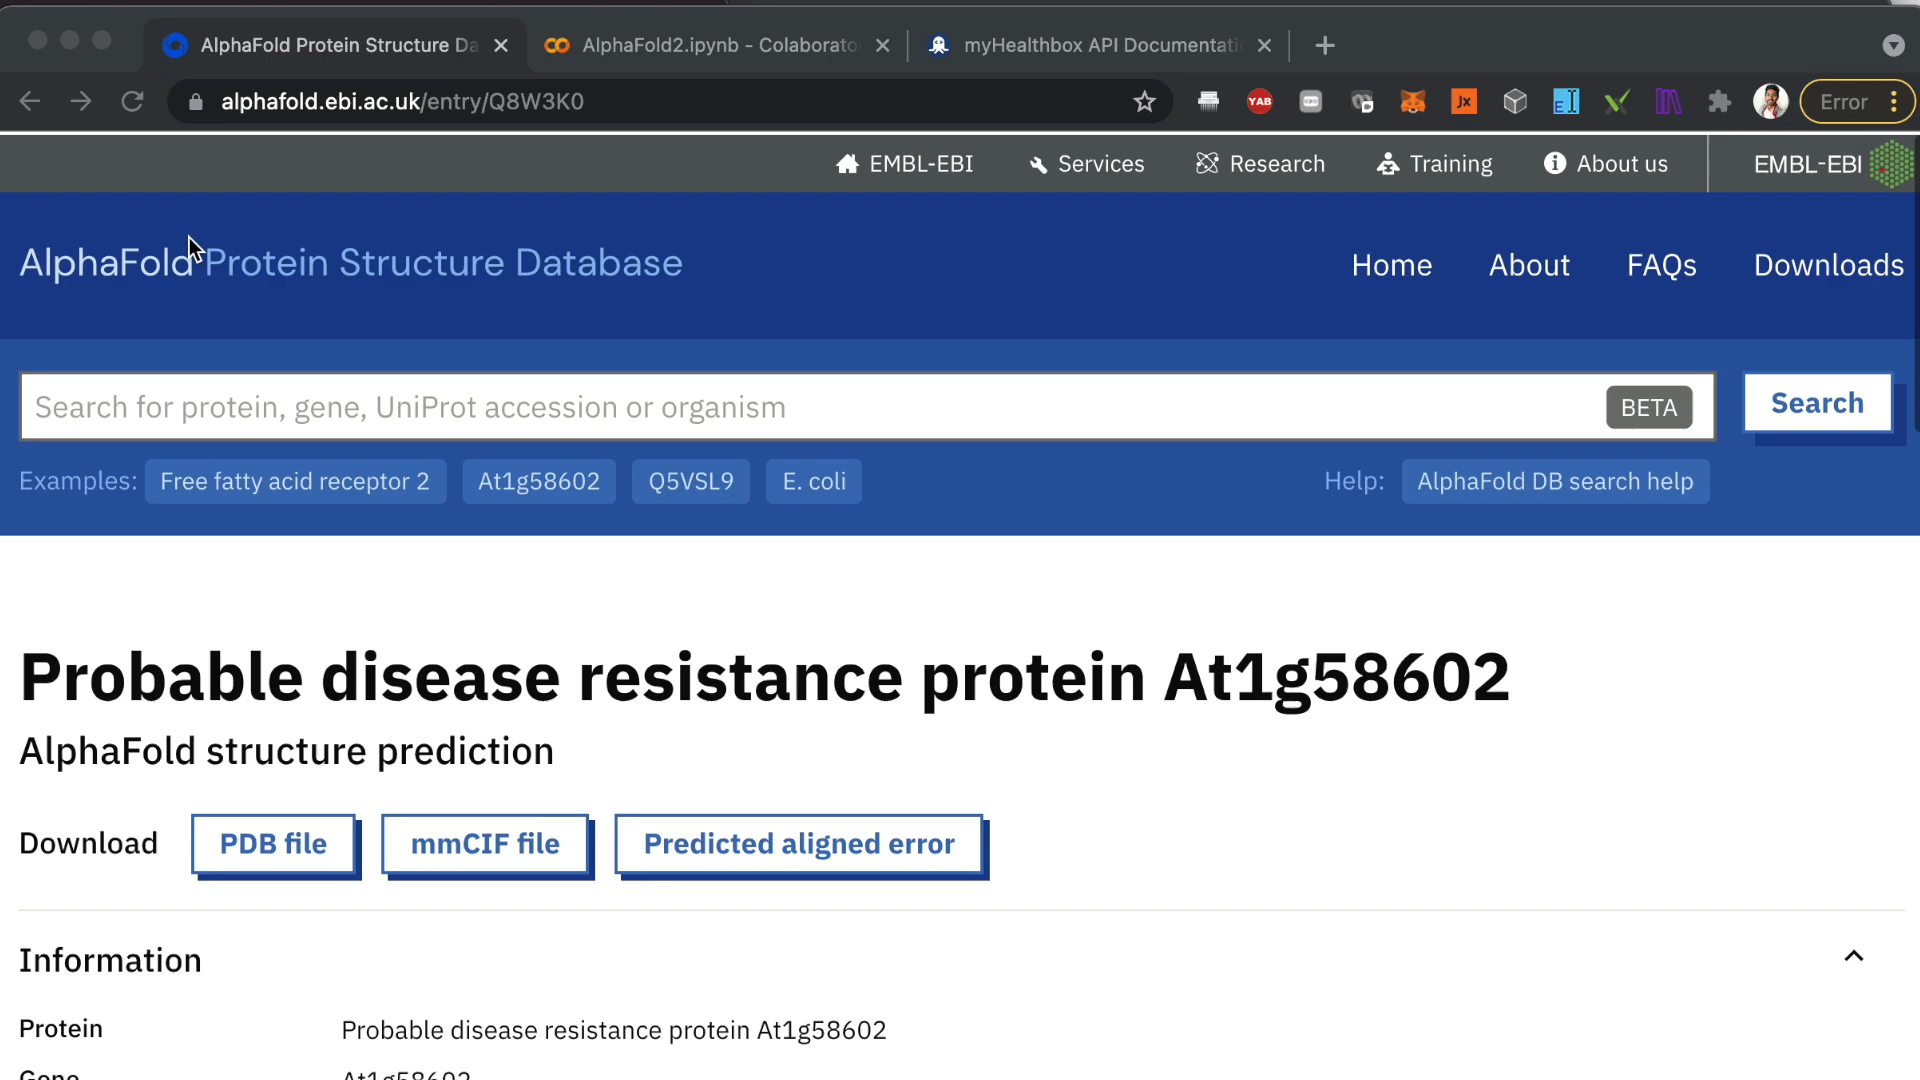 AlphaFold Protein Structure Da
AlphaFold2.ipynb - Colaborato
myHealthbox API Documentati
alphafold.ebi.ac.uk/entry/Q8W3K0
YAB
Jx
E
Error
EMBL-EBI
Services
Research
Training
About us
EMBL-EBI
AlphaFold Protein Structure Database
Home
About
FAQs
Downloads
Search for protein, gene, UniProt accession or organism
BETA
Search
Examples:
Free fatty acid receptor 2
At1g58602
Q5VSL9
E. coli
Help:
AlphaFold DB search help
Probable disease resistance protein At1g58602
AlphaFold structure prediction
Download
PDB file
mmCIF file
Predicted aligned error
Information
Protein
Probable disease resistance protein At1g58602
Gene
At1g58602